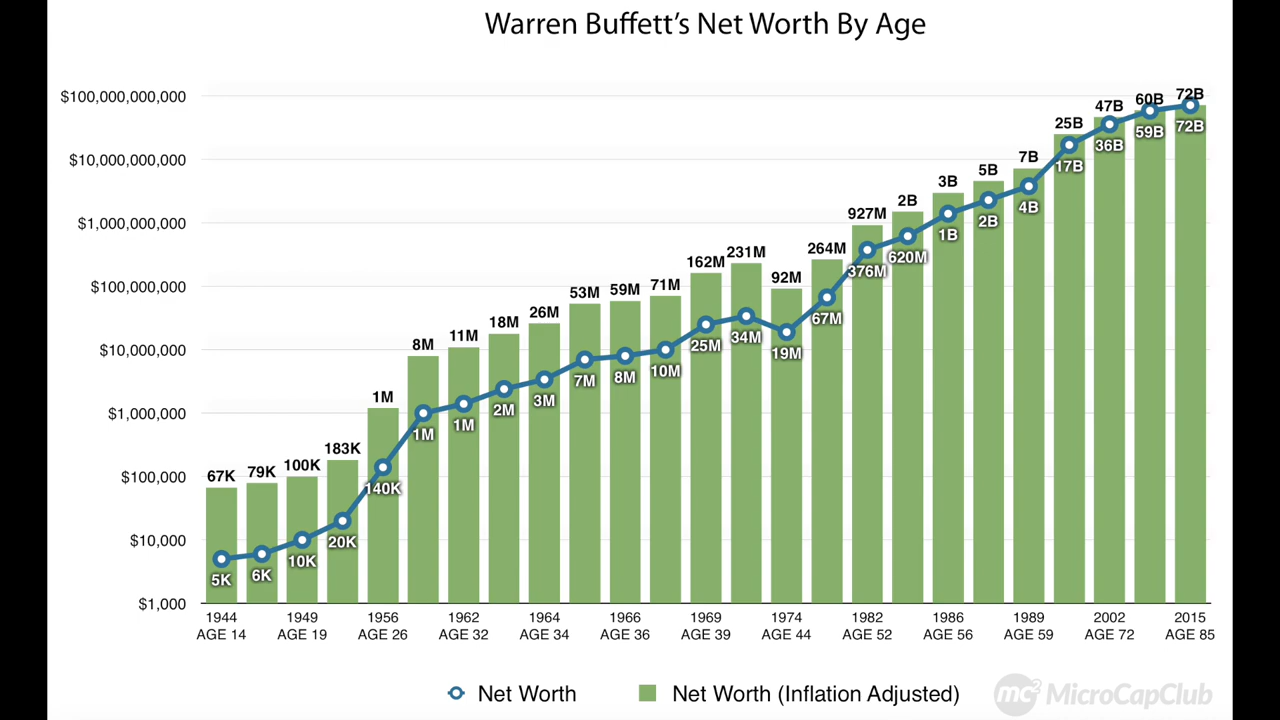 Warren Buffett's Net Worth By Age
$100,000,000,000
$10,000,000,000
$1,000,000,000
$100,000,000
$10,000,000
$1,000,000
$100,000
$10,000
$1,000
67K 79K 100K 183K 1M 8M 11M 18M 26M 53M 59M 71M 162M 231M 92M 264M 927M 2B 3B 5B 7B 25B 47B 60B 72B
5K 6K 10K 20K 140K 1M 1M 2M 3M 7M 8M 10M 25M 34M 19M 67M 376M 620M 1B 2B 4B 17B 36B 59B 72B
1944 1949 1956 1962 1964 1966 1969 1974 1982 1986 1989 2002 2015
AGE 14 AGE 19 AGE 26 AGE 32 AGE 34 AGE 36 AGE 39 AGE 44 AGE 52 AGE 56 AGE 59 AGE 72 AGE 85
Net Worth Net Worth (Inflation Adjusted)
mc2 MicroCapClub